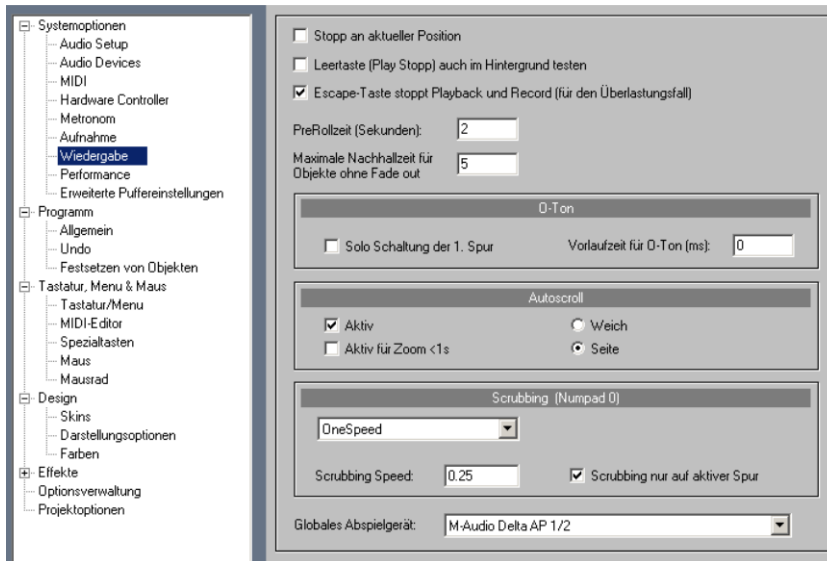 Systemoptionen
Audio Setup
Audio Devices
MIDI
Hardware Controller
Metronom
Aufnahme
Wiedergabe
Performance
Erweiterte Puffereinstellungen
Programm
Allgemein
Undo
Festsetzen von Objekten
Tastatur, Menu & Maus
Tastatur/Menu
MIDI-Editor
Spezialtasten
Maus
Mausrad
Design
Skins
Darstellungsoptionen
Farben
Effekte
Optionsverwaltung
Projektoptionen
Stopp an aktueller Position
Leertaste (Play Stopp) auch im Hintergrund testen
Escape-Taste stoppt Playback und Record (für den Überlastungsfall)
PreRollzeit (Sekunden): 2
Maximale Nachhallzeit für
Objekte ohne Fade out 5
O-Ton
Solo Schaltung der 1. Spur Vorlaufzeit für O-Ton (ms): 0
Autoscroll
Aktiv Weich
Aktiv für Zoom <1s Seite
Scrubbing (Numpad 0)
OneSpeed
Scrubbing Speed: 0.25 Scrubbing nur auf aktiver Spur
Globales Abspielgerät: M-Audio Delta AP 1/2